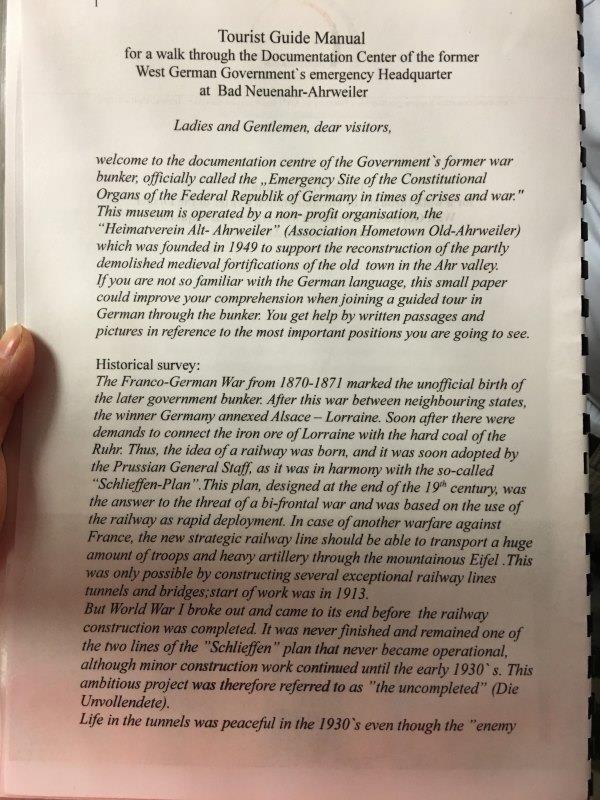 Tourist Guide Manual
for a walk through the Documentation Center of the former
West German Government`s emergency Headquarter
at Bad Neuenahr-Ahrweiler
Ladies and Gentlemen, dear visitors,
welcome to the documentation centre of the Government`s former war
bunker, officially called the „Emergency Site of the Constitutional
Organs of the Federal Republik of Germany in times of crises and war."
This museum is operated by a non- profit organisation, the
“Heimatverein Alt- Ahrweiler” (Association Hometown Old-Ahrweiler)
which was founded in 1949 to support the reconstruction of the partly
demolished medieval fortifications of the old town in the Ahr valley.
If you are not so familiar with the German language, this small paper
could improve your comprehension when joining a guided tour in
German through the bunker. You get help by written passages and
pictures in reference to the most important positions you are going to see.
Historical survey:
The Franco-German War from 1870-1871 marked the unofficial birth of
the later government bunker. After this war between neighbouring states,
the winner Germany annexed Alsace – Lorraine. Soon after there were
demands to connect the iron ore of Lorraine with the hard coal of the
Ruhr. Thus, the idea of a railway was born, and it was soon adopted by
the Prussian General Staff, as it was in harmony with the so-called
“Schlieffen-Plan”.This plan, designed at the end of the 19th century, was
the answer to the threat of a bi-frontal war and was based on the use of
the railway as rapid deployment. In case of another warfare against
France, the new strategic railway line should be able to transport a huge
amount of troops and heavy artillery through the mountainous Eifel .This
was only possible by constructing several exceptional railway lines
tunnels and bridges;start of work was in 1913.
But World War I broke out and came to its end before the railway
construction was completed. It was never finished and remained one of
the two lines of the ”Schlieffen” plan that never became operational,
although minor construction work continued until the early 1930` s. This
ambitious project was therefore referred to as ”the uncompleted” (Die
Unvollendete).
Life in the tunnels was peaceful in the 1930`s even though the ”enemy